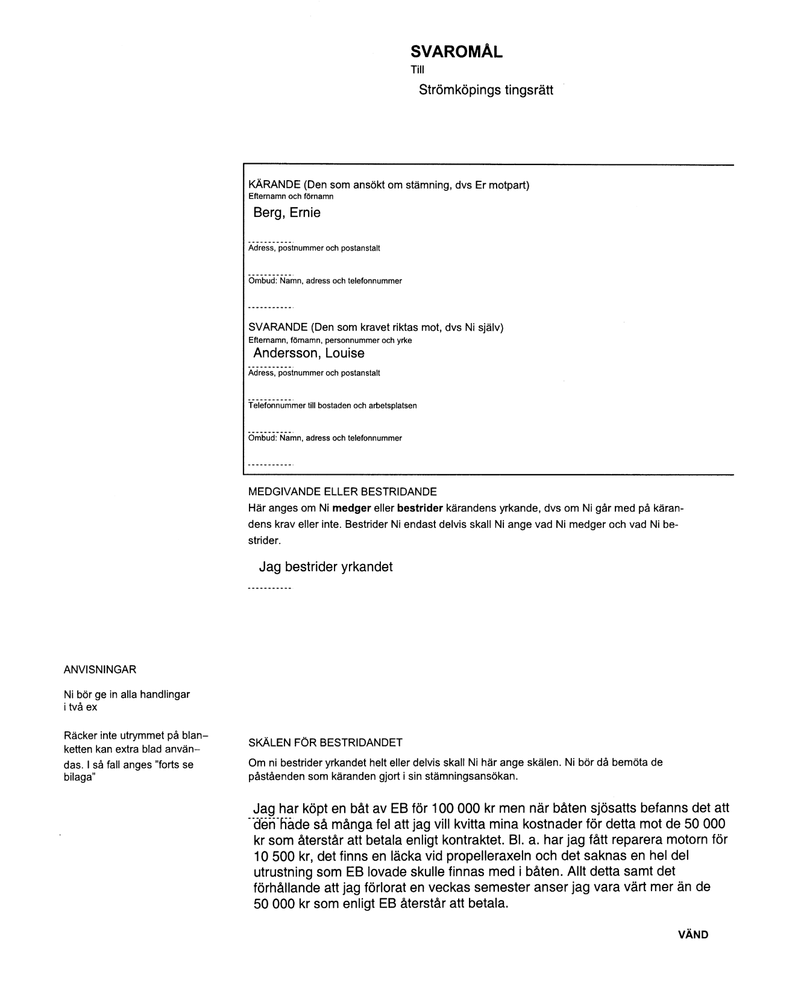 SVAROMÅL
Till
Strömköpings tingsrätt
KÄRANDE (Den som ansökt om stämning, dvs Er motpart)
Efternamn och förnamn
Berg, Ernie
Adress, postnummer och postanstalt
Ombud: Namn, adress och telefonnummer
SVARANDE (Den som kravet riktas mot, dvs Ni själv)
Efternamn, förnamn, personnummer och yrke
Andersson, Louise
Adress, postnummer och postanstalt
Telefonnummer till bostaden och arbetsplatsen
Ombud: Namn, adress och telefonnummer
MEDGIVANDE ELLER BESTRIDANDE
Här anges om Ni medger eller bestrider kärandens yrkande, dvs om Ni går med på käran-
dens krav eller inte. Bestrider Ni endast delvis skall Ni ange vad Ni medger och vad Ni be-
strider.
Jag bestrider yrkandet
ANVISNINGAR
Ni bör ge in alla handlingar
i två ex
Räcker inte utrymmet på blan-
ketten kan extra blad använ-
das. I så fall anges "forts se
bilaga"
SKÄLEN FÖR BESTRIDANDET
Om ni bestrider yrkandet helt eller delvis skall Ni här ange skälen. Ni bör då bemöta de
påståenden som käranden gjort i sin stämningsansökan.
Jag har köpt en båt av EB för 100 000 kr men när båten sjösatts befanns det att
den hade så många fel att jag vill kvitta mina kostnader för detta mot de 50 000
kr som återstår att betala enligt kontraktet. Bl. a. har jag fått reparera motorn för
10 500 kr, det finns en läcka vid propelleraxeln och det saknas en hel del
utrustning som EB lovade skulle finnas med i båten. Allt detta samt det
förhållande att jag förlorat en veckas semester anser jag vara värt mer än de
50 000 kr som enligt EB återstår att betala.
VÄND